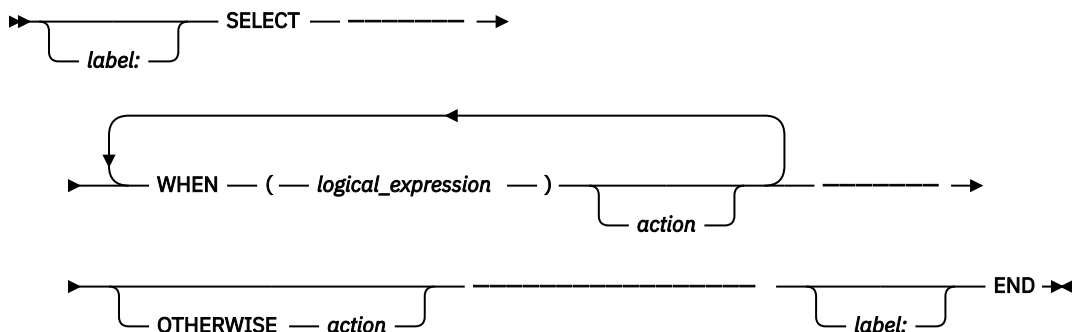 SELECT
label:
WHEN ( logical_expression )
action
END
OTHERWISE action
label: